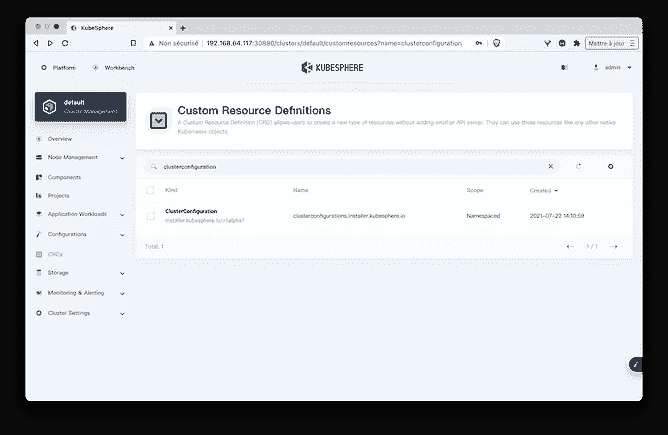 KubeSphere
Non sécurisé 192.168.64.117:30880/clusters/default/customresources?name=clusterconfiguration
Mettre à jour
Platform
Workbench
KUBESPHERE
admin
default
Cluster Management
Custom Resource Definitions
A Custom Resource Definition (CRD) allows users to create a new type of resources without adding another API server. They can use these resources like any other native
Kubernetes objects.
Overview
Node Management
Components
Projects
Application Workloads
Configurations
CRDs
Storage
Monitoring & Alerting
Cluster Settings
clusterconfiguration
Kind Name Scope Created
ClusterConfiguration clusterconfigurations.installer.kubesphere.io Namespaced 2021-07-22 14:10:59
installer.kubesphere.io/v1alpha1
Total: 1
1 / 1